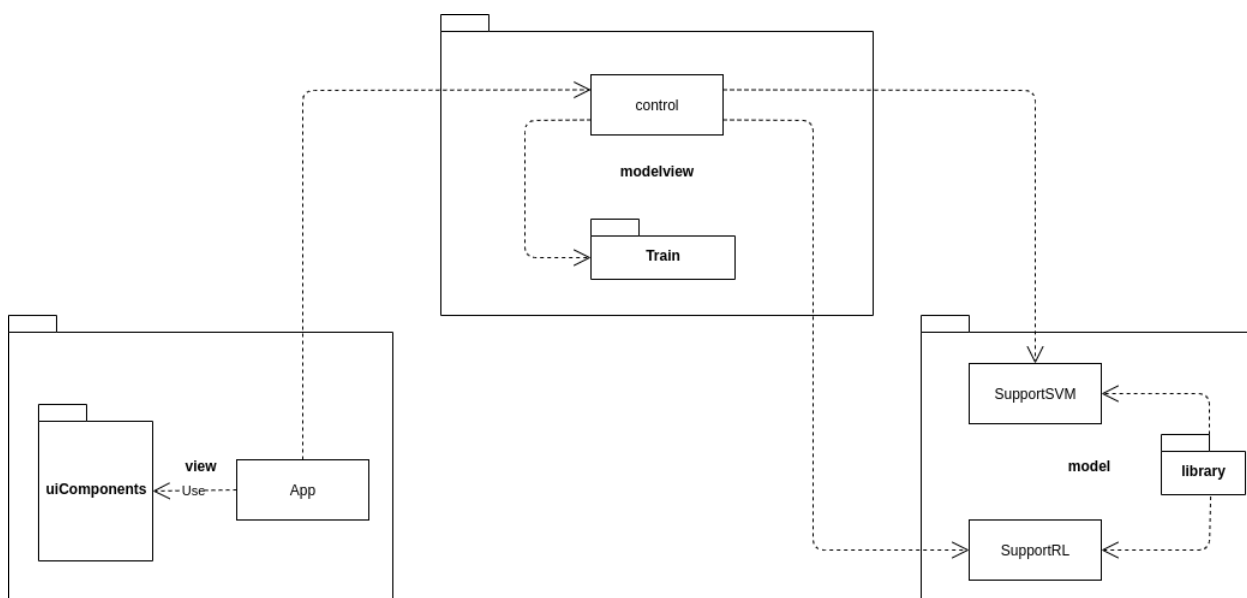 control
modelview
Train
SupportSVM
view
uiComponents
Use
App
model
library
SupportRL